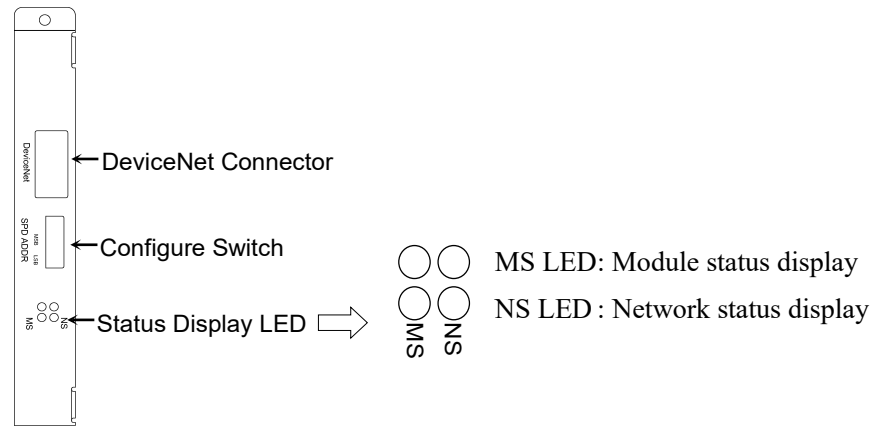 DeviceNet
DeviceNet Connector
SPD ADDR
MSB LSB
Configure Switch
MS LED: Module status display
NS LED : Network status display
MS NS
Status Display LED
MS NS